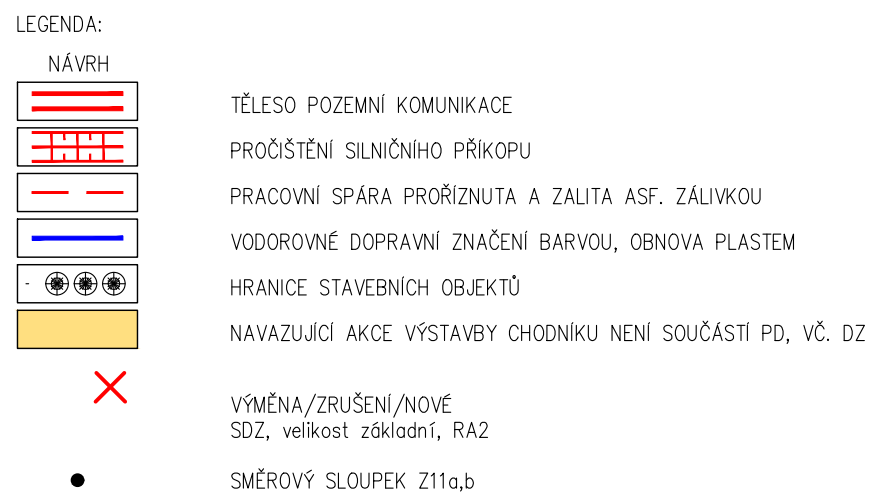 LEGENDA:
NÁVRH
TĚLESO POZEMNÍ KOMUNIKACE
PROČIŠTĚNÍ SILNIČNÍHO PŘÍKOPU
PRACOVNÍ SPÁRA PROŘÍZNUTA A ZALITA ASF. ZÁLIVKOU
VODOROVNÉ DOPRAVNÍ ZNAČENÍ BARVOU, OBNOVA PLASTEM
HRANICE STAVEBNÍCH OBJEKTŮ
NAVAZUJÍCÍ AKCE VÝSTAVBY CHODNÍKU NENÍ SOUČÁSTÍ PD, VČ. DZ
VÝMĚNA/ZRUŠENÍ/NOVÉ
SDZ, velikost základní, RA2
SMĚROVÝ SLOUPEK Z11a,b